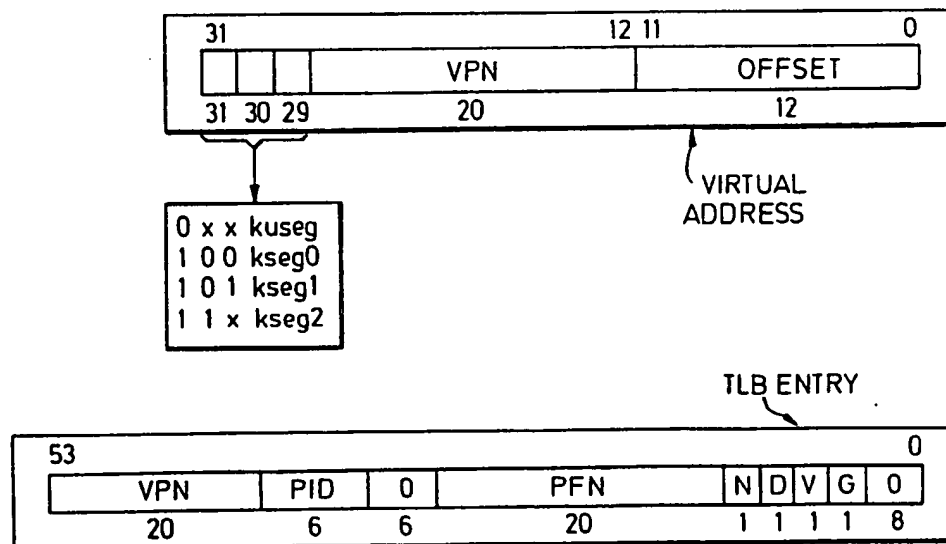 31 12 11 0
VPN OFFSET
31 30 29 20 12
VIRTUAL
ADDRESS
0 x x kuseg
1 0 0 kseg0
1 0 1 kseg1
1 1 x kseg2
TLB ENTRY
53 0
VPN PID 0 PFN N D V G 0
20 6 6 20 1 1 1 1 8